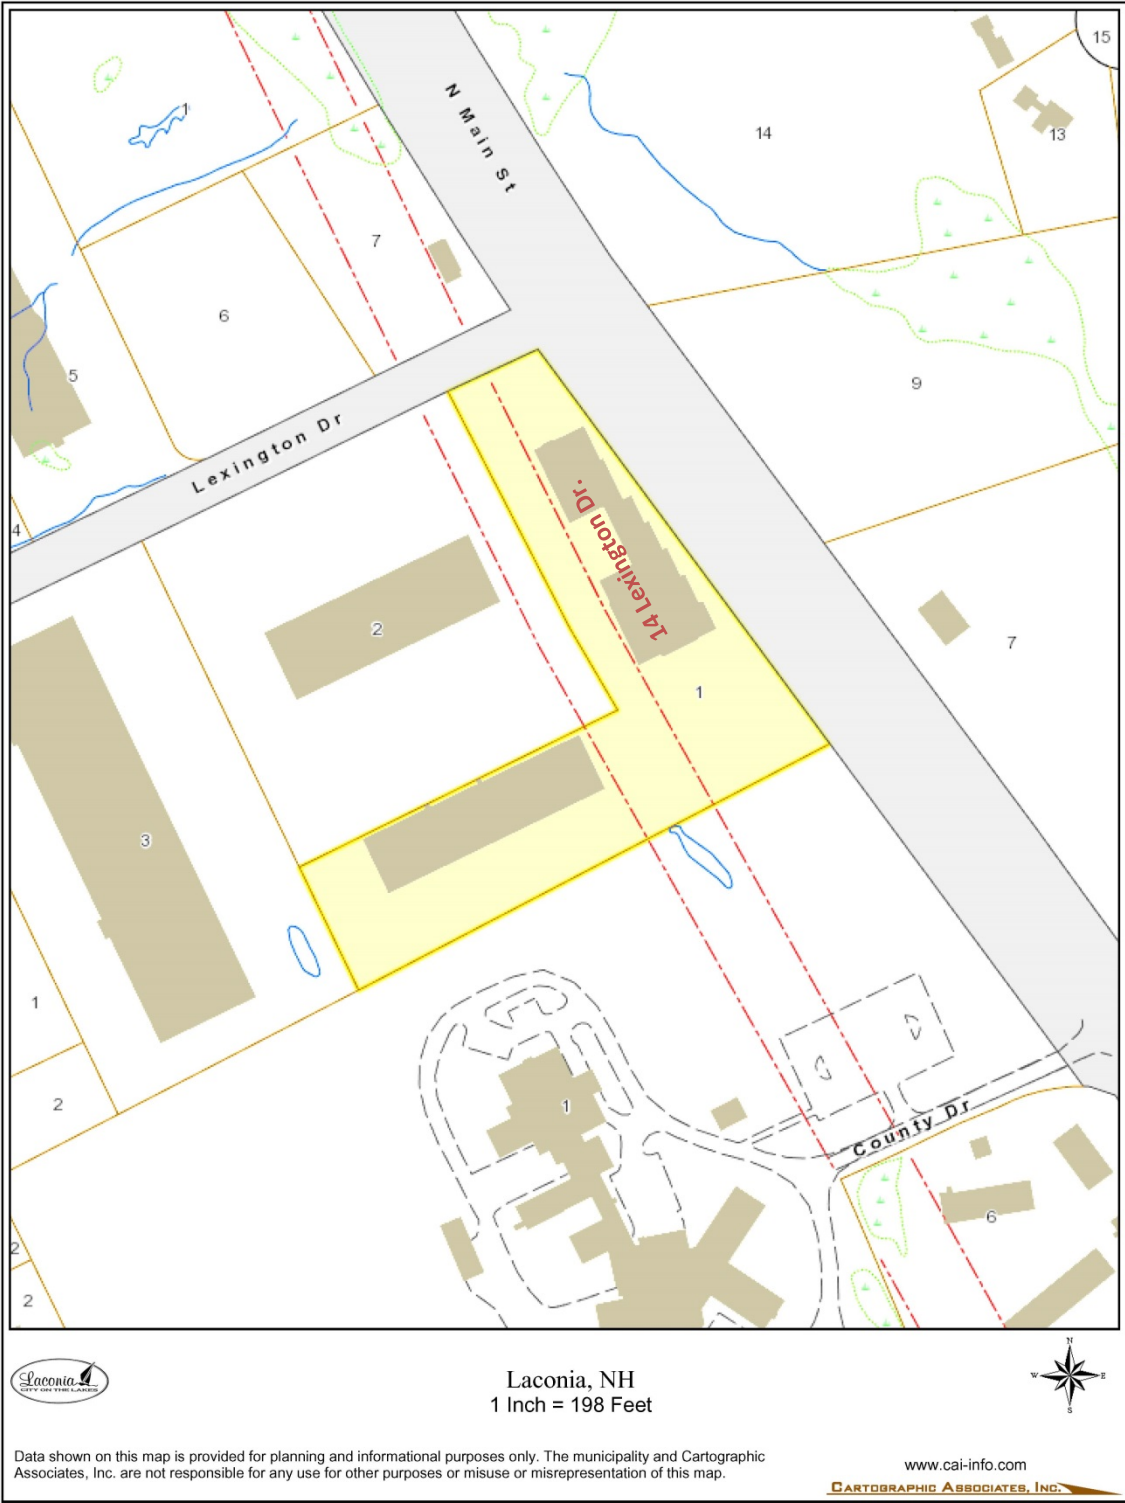 15
N Main St
1
14
13
7
6
5
9
Lexington Dr
4
14 Lexington Dr.
2
7
1
3
1
2
1
County Dr
6
2
2
Laconia
CITY ON THE LAKES
Laconia, NH
1 Inch = 198 Feet
N
W
E
S
Data shown on this map is provided for planning and informational purposes only. The municipality and Cartographic
Associates, Inc. are not responsible for any use for other purposes or misuse or misrepresentation of this map.
www.cai-info.com
CARTOGRAPHIC ASSOCIATES, INC.